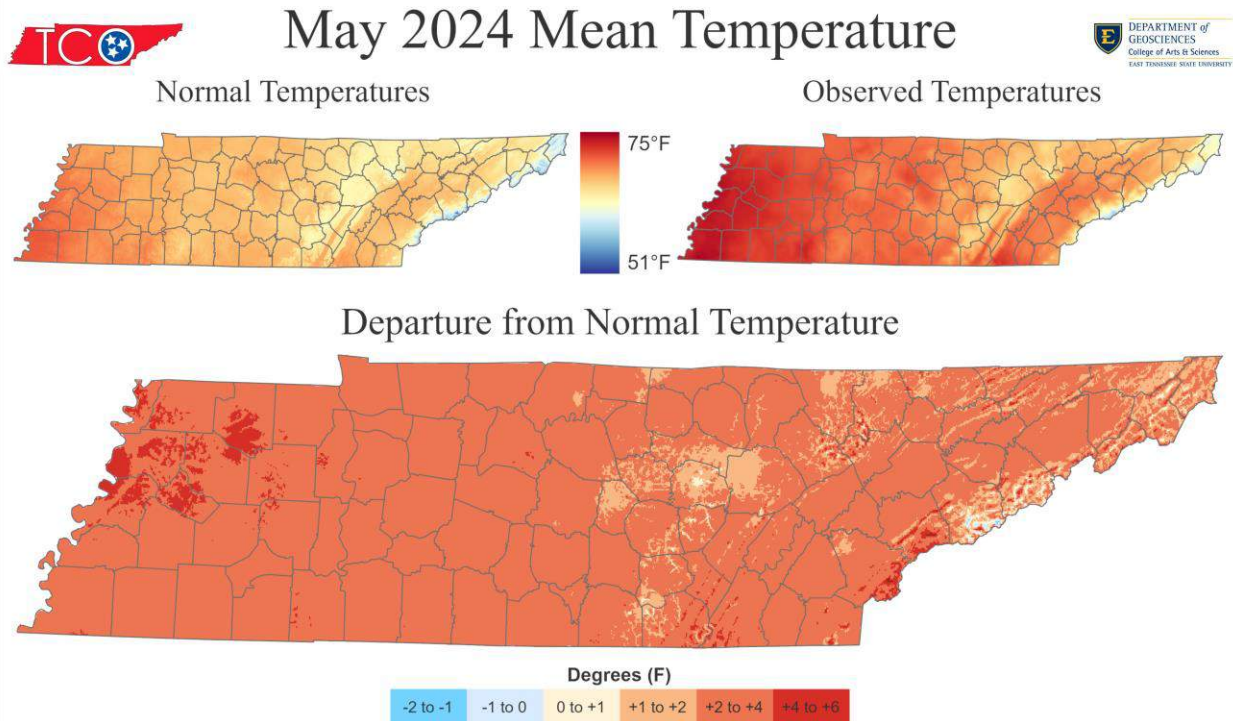 TCO
May 2024 Mean Temperature
E
DEPARTMENT of
GEOSCIENCES
College of Arts & Sciences
EAST TENNESSEE STATE UNIVERSITY
Normal Temperatures
Observed Temperatures
75°F
51°F
Departure from Normal Temperature
Degrees (F)
-2 to -1
-1 to 0
0 to +1
+1 to +2
+2 to +4
+4 to +6